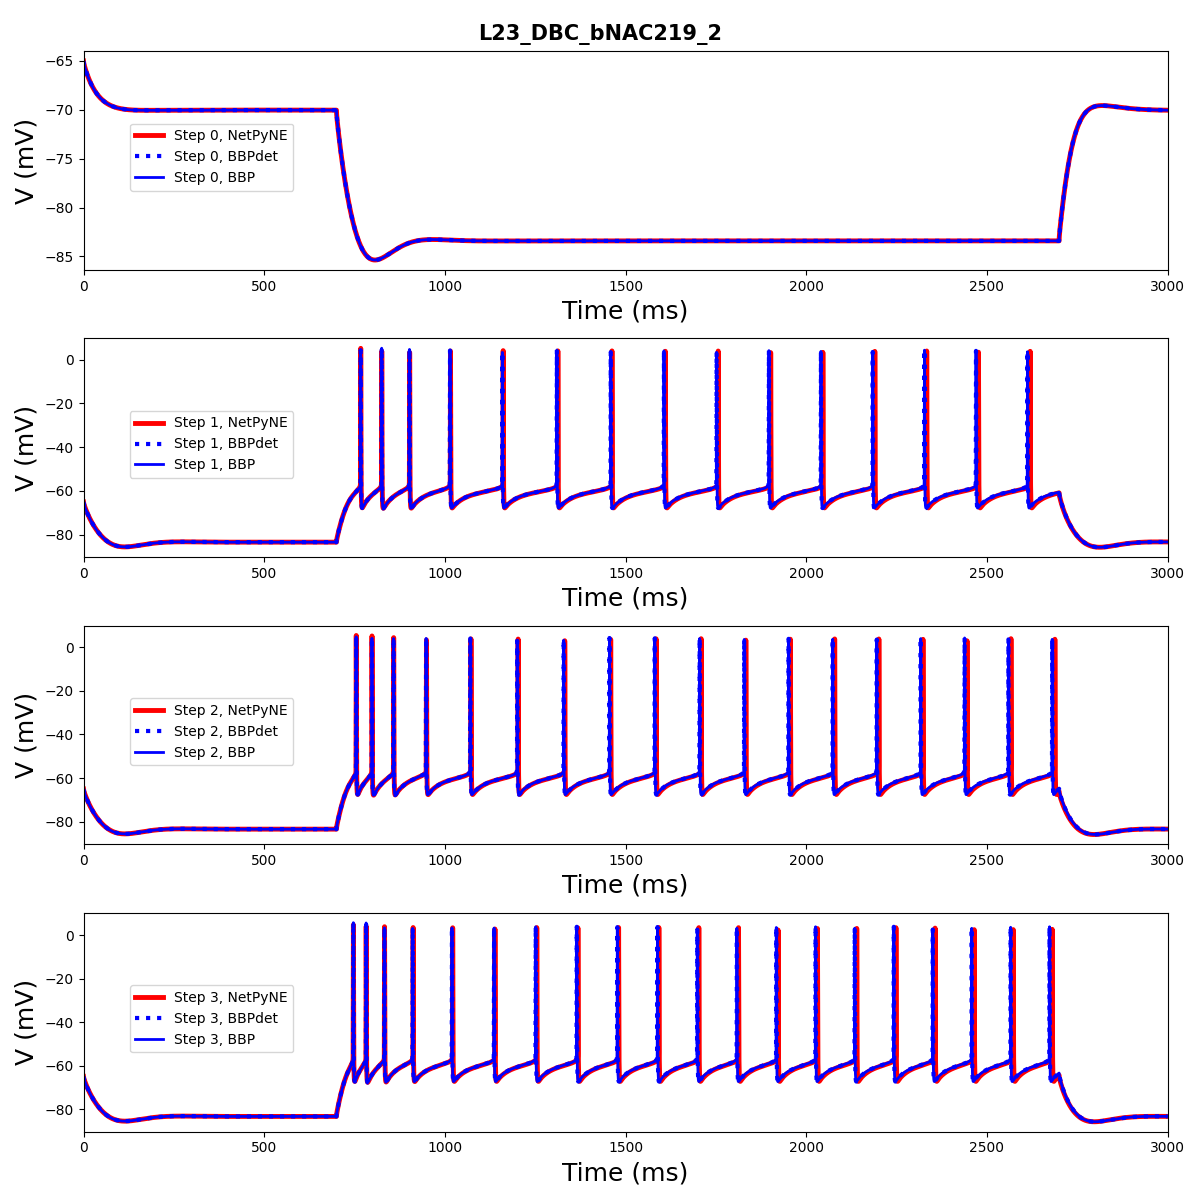 L23_DBC_bNAC219_2
−65
−70
−75
−80
−85
V (mV)
Step 0, NetPyNE
Step 0, BBPdet
Step 0, BBP
0 500 1000 1500 2000 2500 3000
Time (ms)
0
−20
−40
−60
−80
V (mV)
Step 1, NetPyNE
Step 1, BBPdet
Step 1, BBP
0 500 1000 1500 2000 2500 3000
Time (ms)
0
−20
−40
−60
−80
V (mV)
Step 2, NetPyNE
Step 2, BBPdet
Step 2, BBP
0 500 1000 1500 2000 2500 3000
Time (ms)
0
−20
−40
−60
−80
V (mV)
Step 3, NetPyNE
Step 3, BBPdet
Step 3, BBP
0 500 1000 1500 2000 2500 3000
Time (ms)